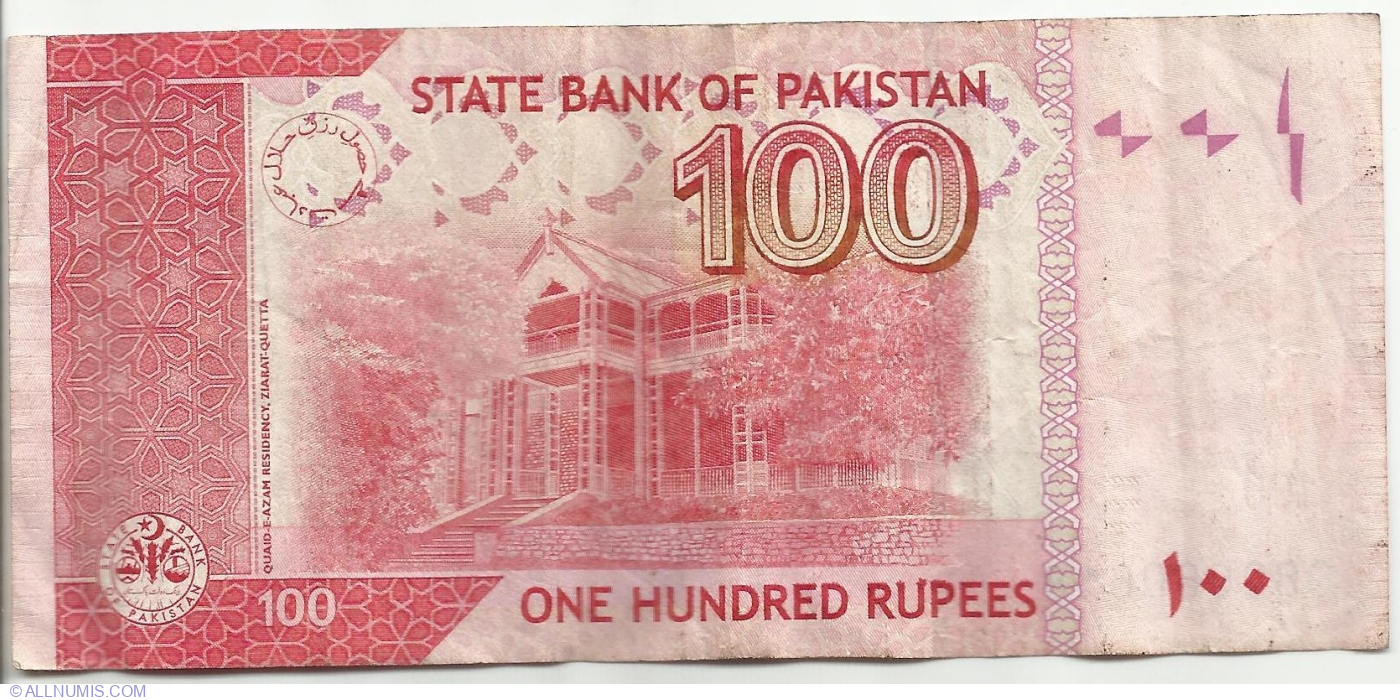 STATE BANK OF PAKISTAN
100
حصول رزق حلال عبادت ہے
QUAID-E-AZAM RESIDENCY, ZIARAT-QUETTA
STATE BANK OF PAKISTAN
100
ONE HUNDRED RUPEES
۱۰۰
©ALLNUMIS.COM